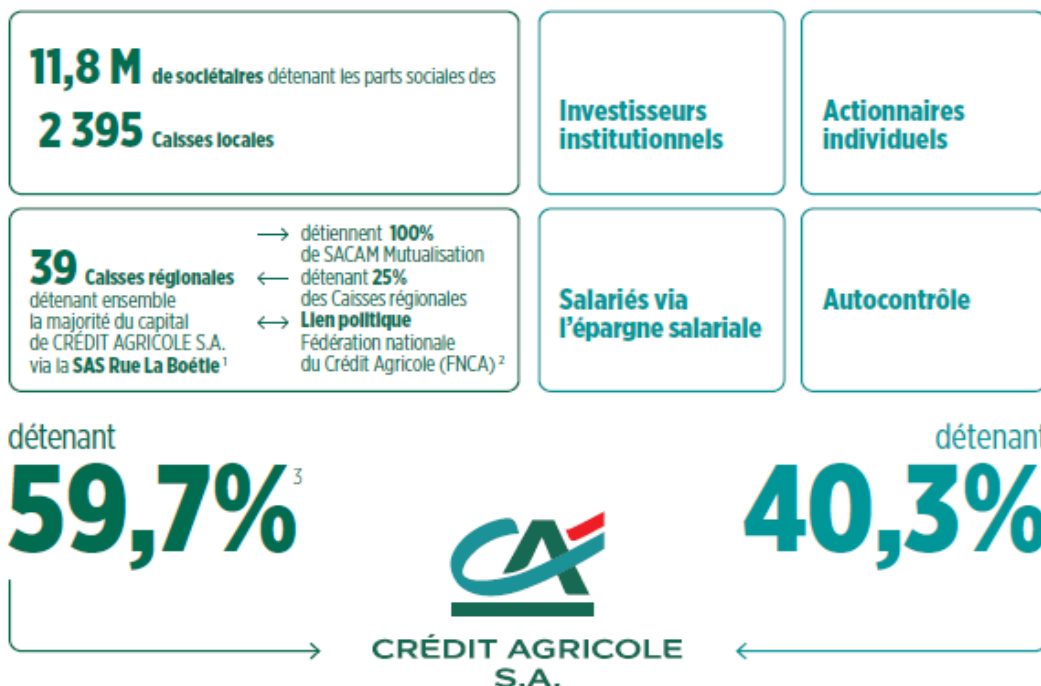 11,8 M de sociétaires détenant les parts sociales des
2 395 Caisses locales
Investisseurs
institutionnels
Actionnaires
individuels
39 Caisses régionales
détenant ensemble
la majorité du capital
de CRÉDIT AGRICOLE S.A.
via la SAS Rue La Boétie ¹
→ détiennent 100%
de SACAM Mutualisation
← détenant 25%
des Caisses régionales
↔ Lien politique
Fédération nationale
du Crédit Agricole (FNCA) ²
Salariés via
l'épargne salariale
Autocontrôle
détenant
59,7% ³
détenant
40,3%
CA
CRÉDIT AGRICOLE
S.A.